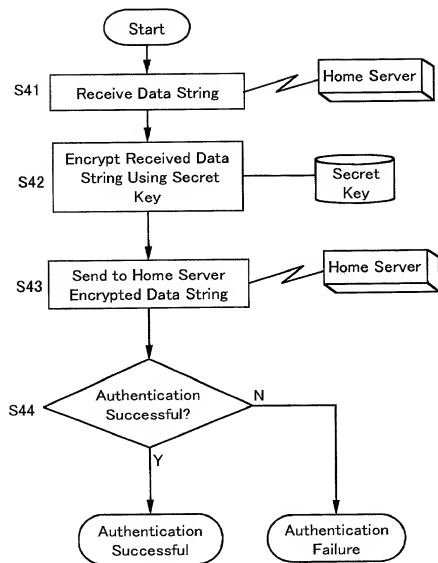 Start
S41
Receive Data String
Home Server
S42
Encrypt Received Data
String Using Secret
Key
Secret
Key
S43
Send to Home Server
Encrypted Data String
Home Server
S44
Authentication
Successful?
N
Y
Authentication
Successful
Authentication
Failure